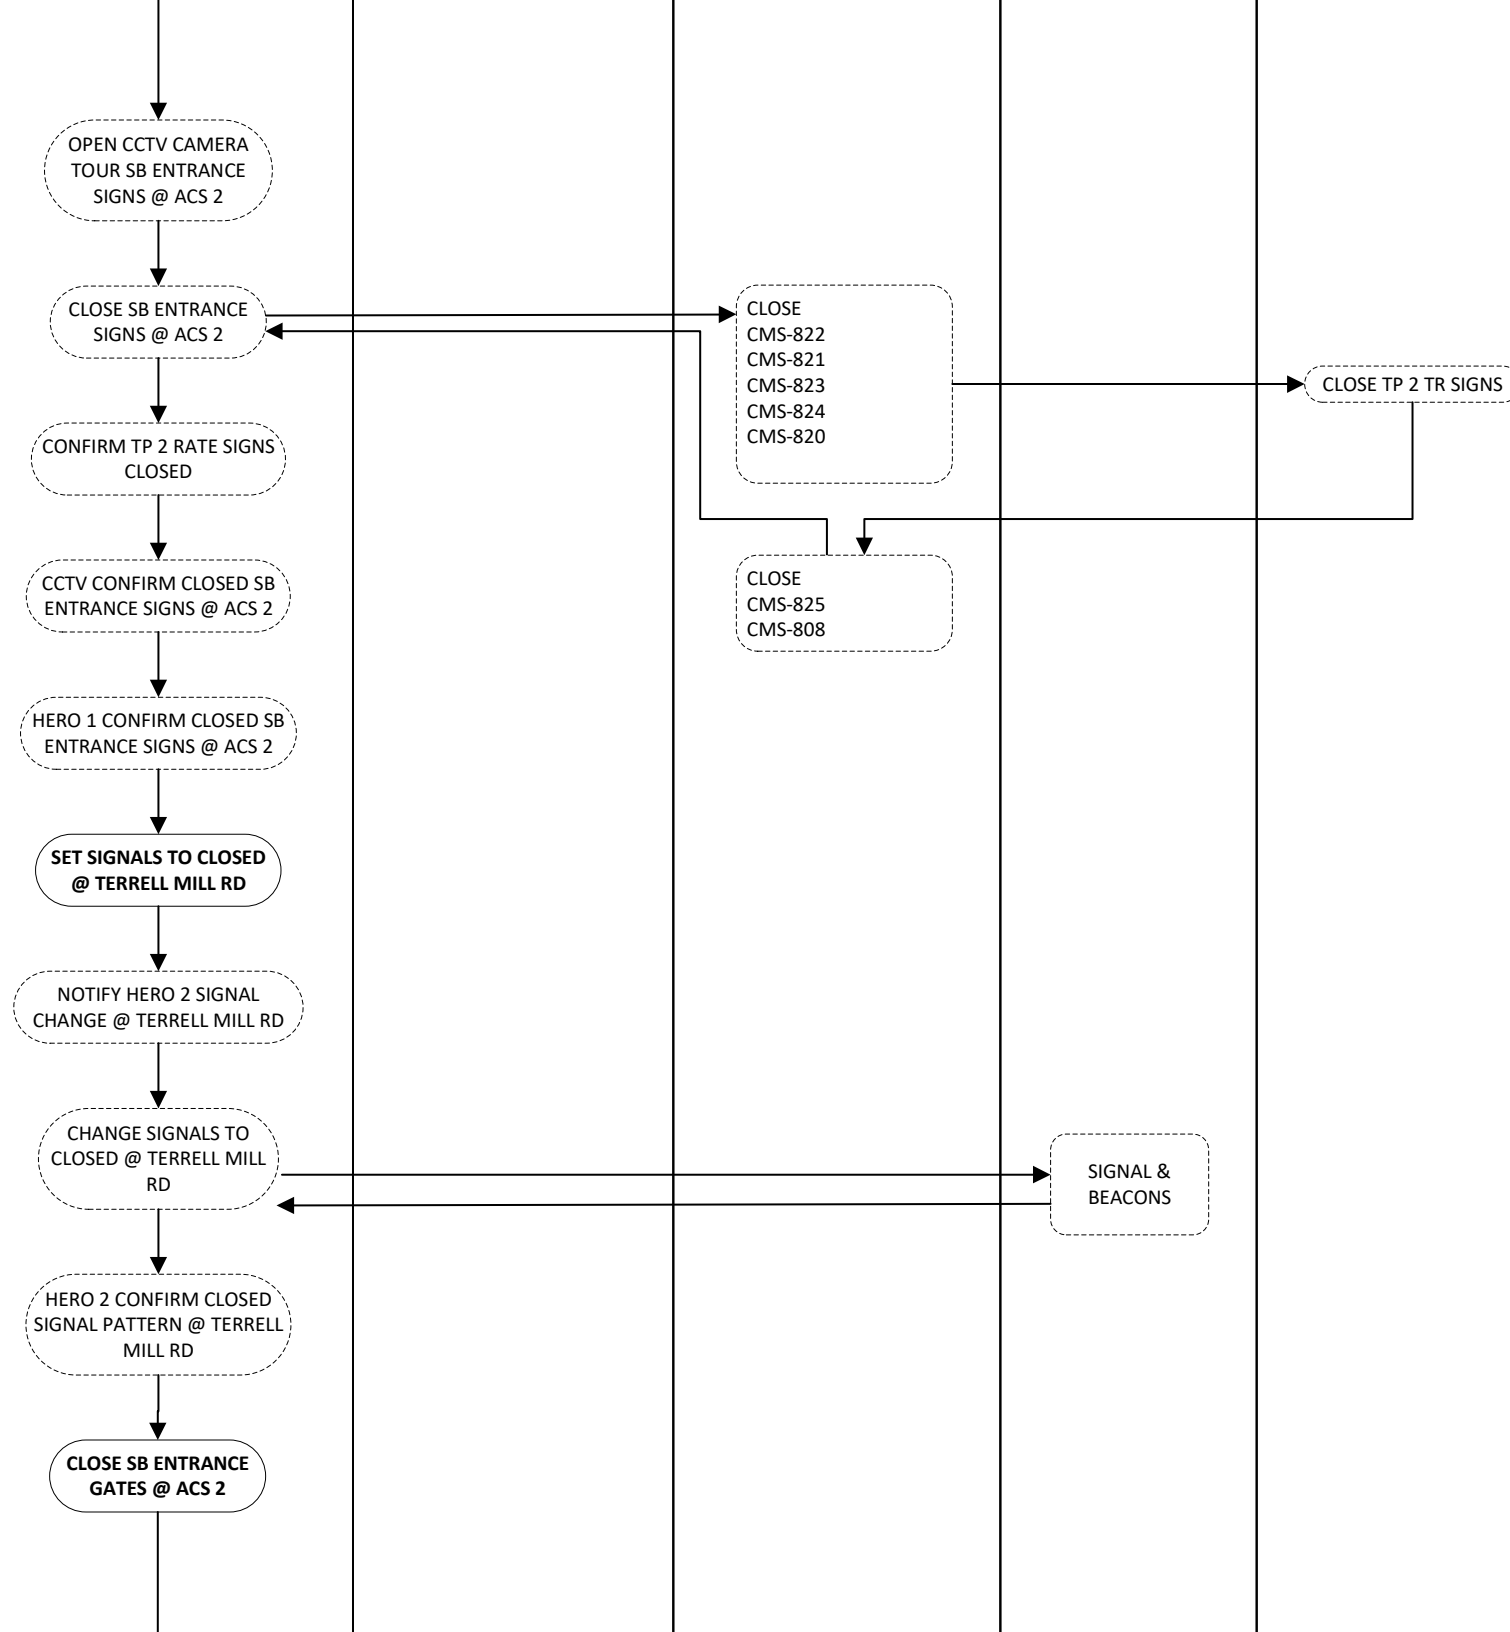 OPEN CCTV CAMERA
TOUR SB ENTRANCE
SIGNS @ ACS 2
CLOSE SB ENTRANCE
SIGNS @ ACS 2
CLOSE
CMS-822
CMS-821
CMS-823
CMS-824
CMS-820
CLOSE TP 2 TR SIGNS
CONFIRM TP 2 RATE SIGNS
CLOSED
CCTV CONFIRM CLOSED SB
ENTRANCE SIGNS @ ACS 2
CLOSE
CMS-825
CMS-808
HERO 1 CONFIRM CLOSED SB
ENTRANCE SIGNS @ ACS 2
SET SIGNALS TO CLOSED
@ TERRELL MILL RD
NOTIFY HERO 2 SIGNAL
CHANGE @ TERRELL MILL RD
CHANGE SIGNALS TO
CLOSED @ TERRELL MILL
RD
SIGNAL &
BEACONS
HERO 2 CONFIRM CLOSED
SIGNAL PATTERN @ TERRELL
MILL RD
CLOSE SB ENTRANCE
GATES @ ACS 2